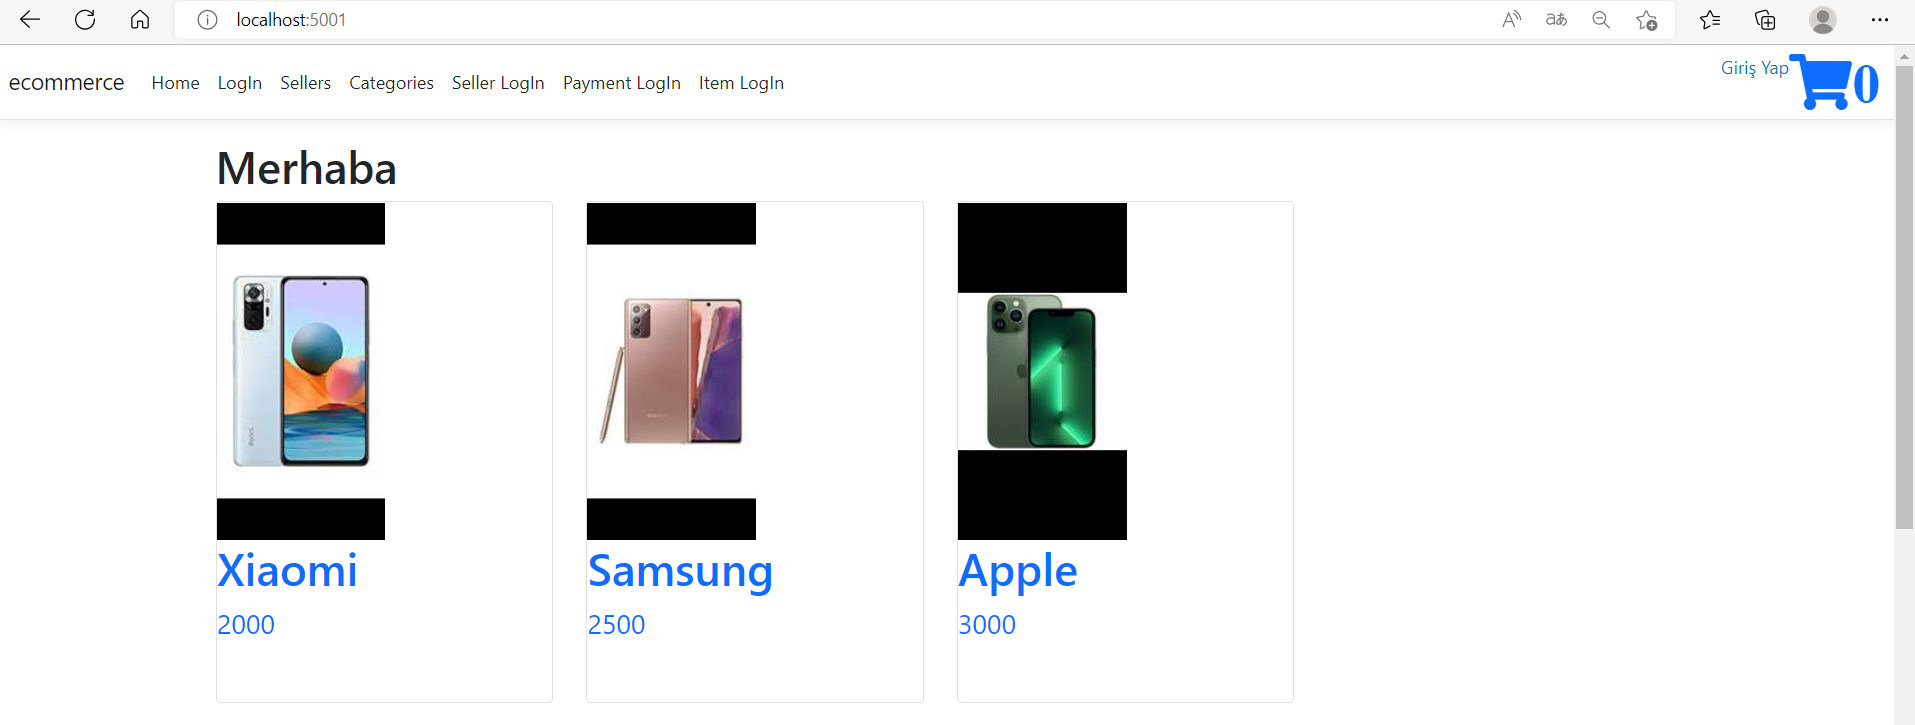 localhost:5001
ecommerce Home LogIn Sellers Categories Seller LogIn Payment LogIn Item LogIn Giriş Yap 0
Merhaba
Xiaomi Samsung Apple
2000 2500 3000